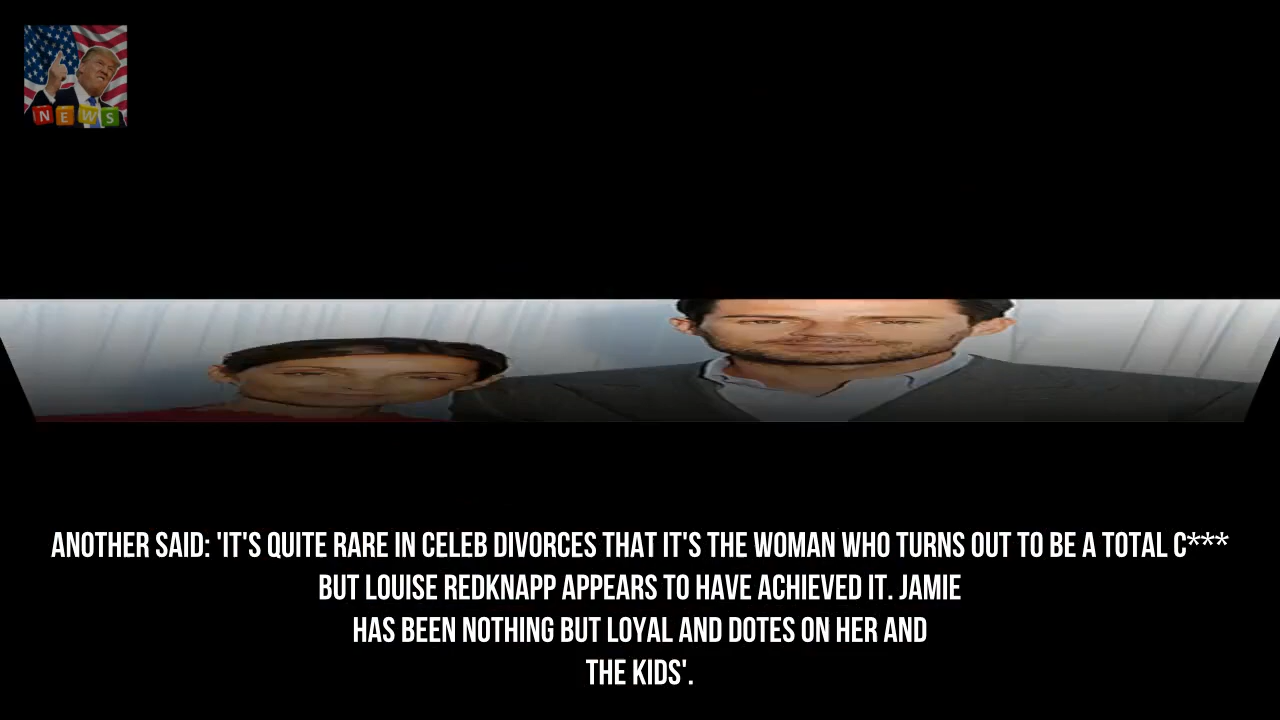 NEWS
ANOTHER SAID: 'IT'S QUITE RARE IN CELEB DIVORCES THAT IT'S THE WOMAN WHO TURNS OUT TO BE A TOTAL C***
BUT LOUISE REDKNAPP APPEARS TO HAVE ACHIEVED IT. JAMIE
HAS BEEN NOTHING BUT LOYAL AND DOTES ON HER AND
THE KIDS'.